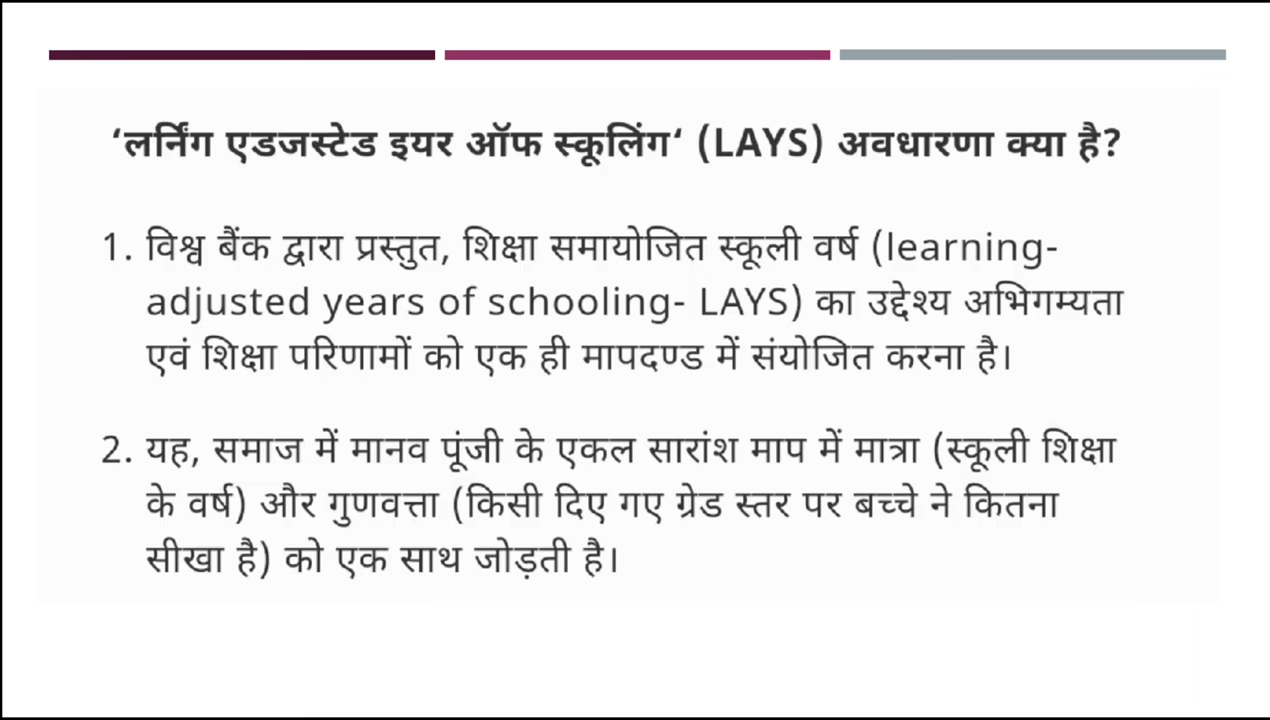 ‘लर्निंग एडजस्टेड इयर ऑफ स्कूलिंग‘ (LAYS) अवधारणा क्या है?
1. विश्व बैंक द्वारा प्रस्तुत, शिक्षा समायोजित स्कूली वर्ष (learning-
adjusted years of schooling- LAYS) का उद्देश्य अभिगम्यता
एवं शिक्षा परिणामों को एक ही मापदण्ड में संयोजित करना है।
2. यह, समाज में मानव पूंजी के एकल सारांश माप में मात्रा (स्कूली शिक्षा
के वर्ष) और गुणवत्ता (किसी दिए गए ग्रेड स्तर पर बच्चे ने कितना
सीखा है) को एक साथ जोड़ती है।